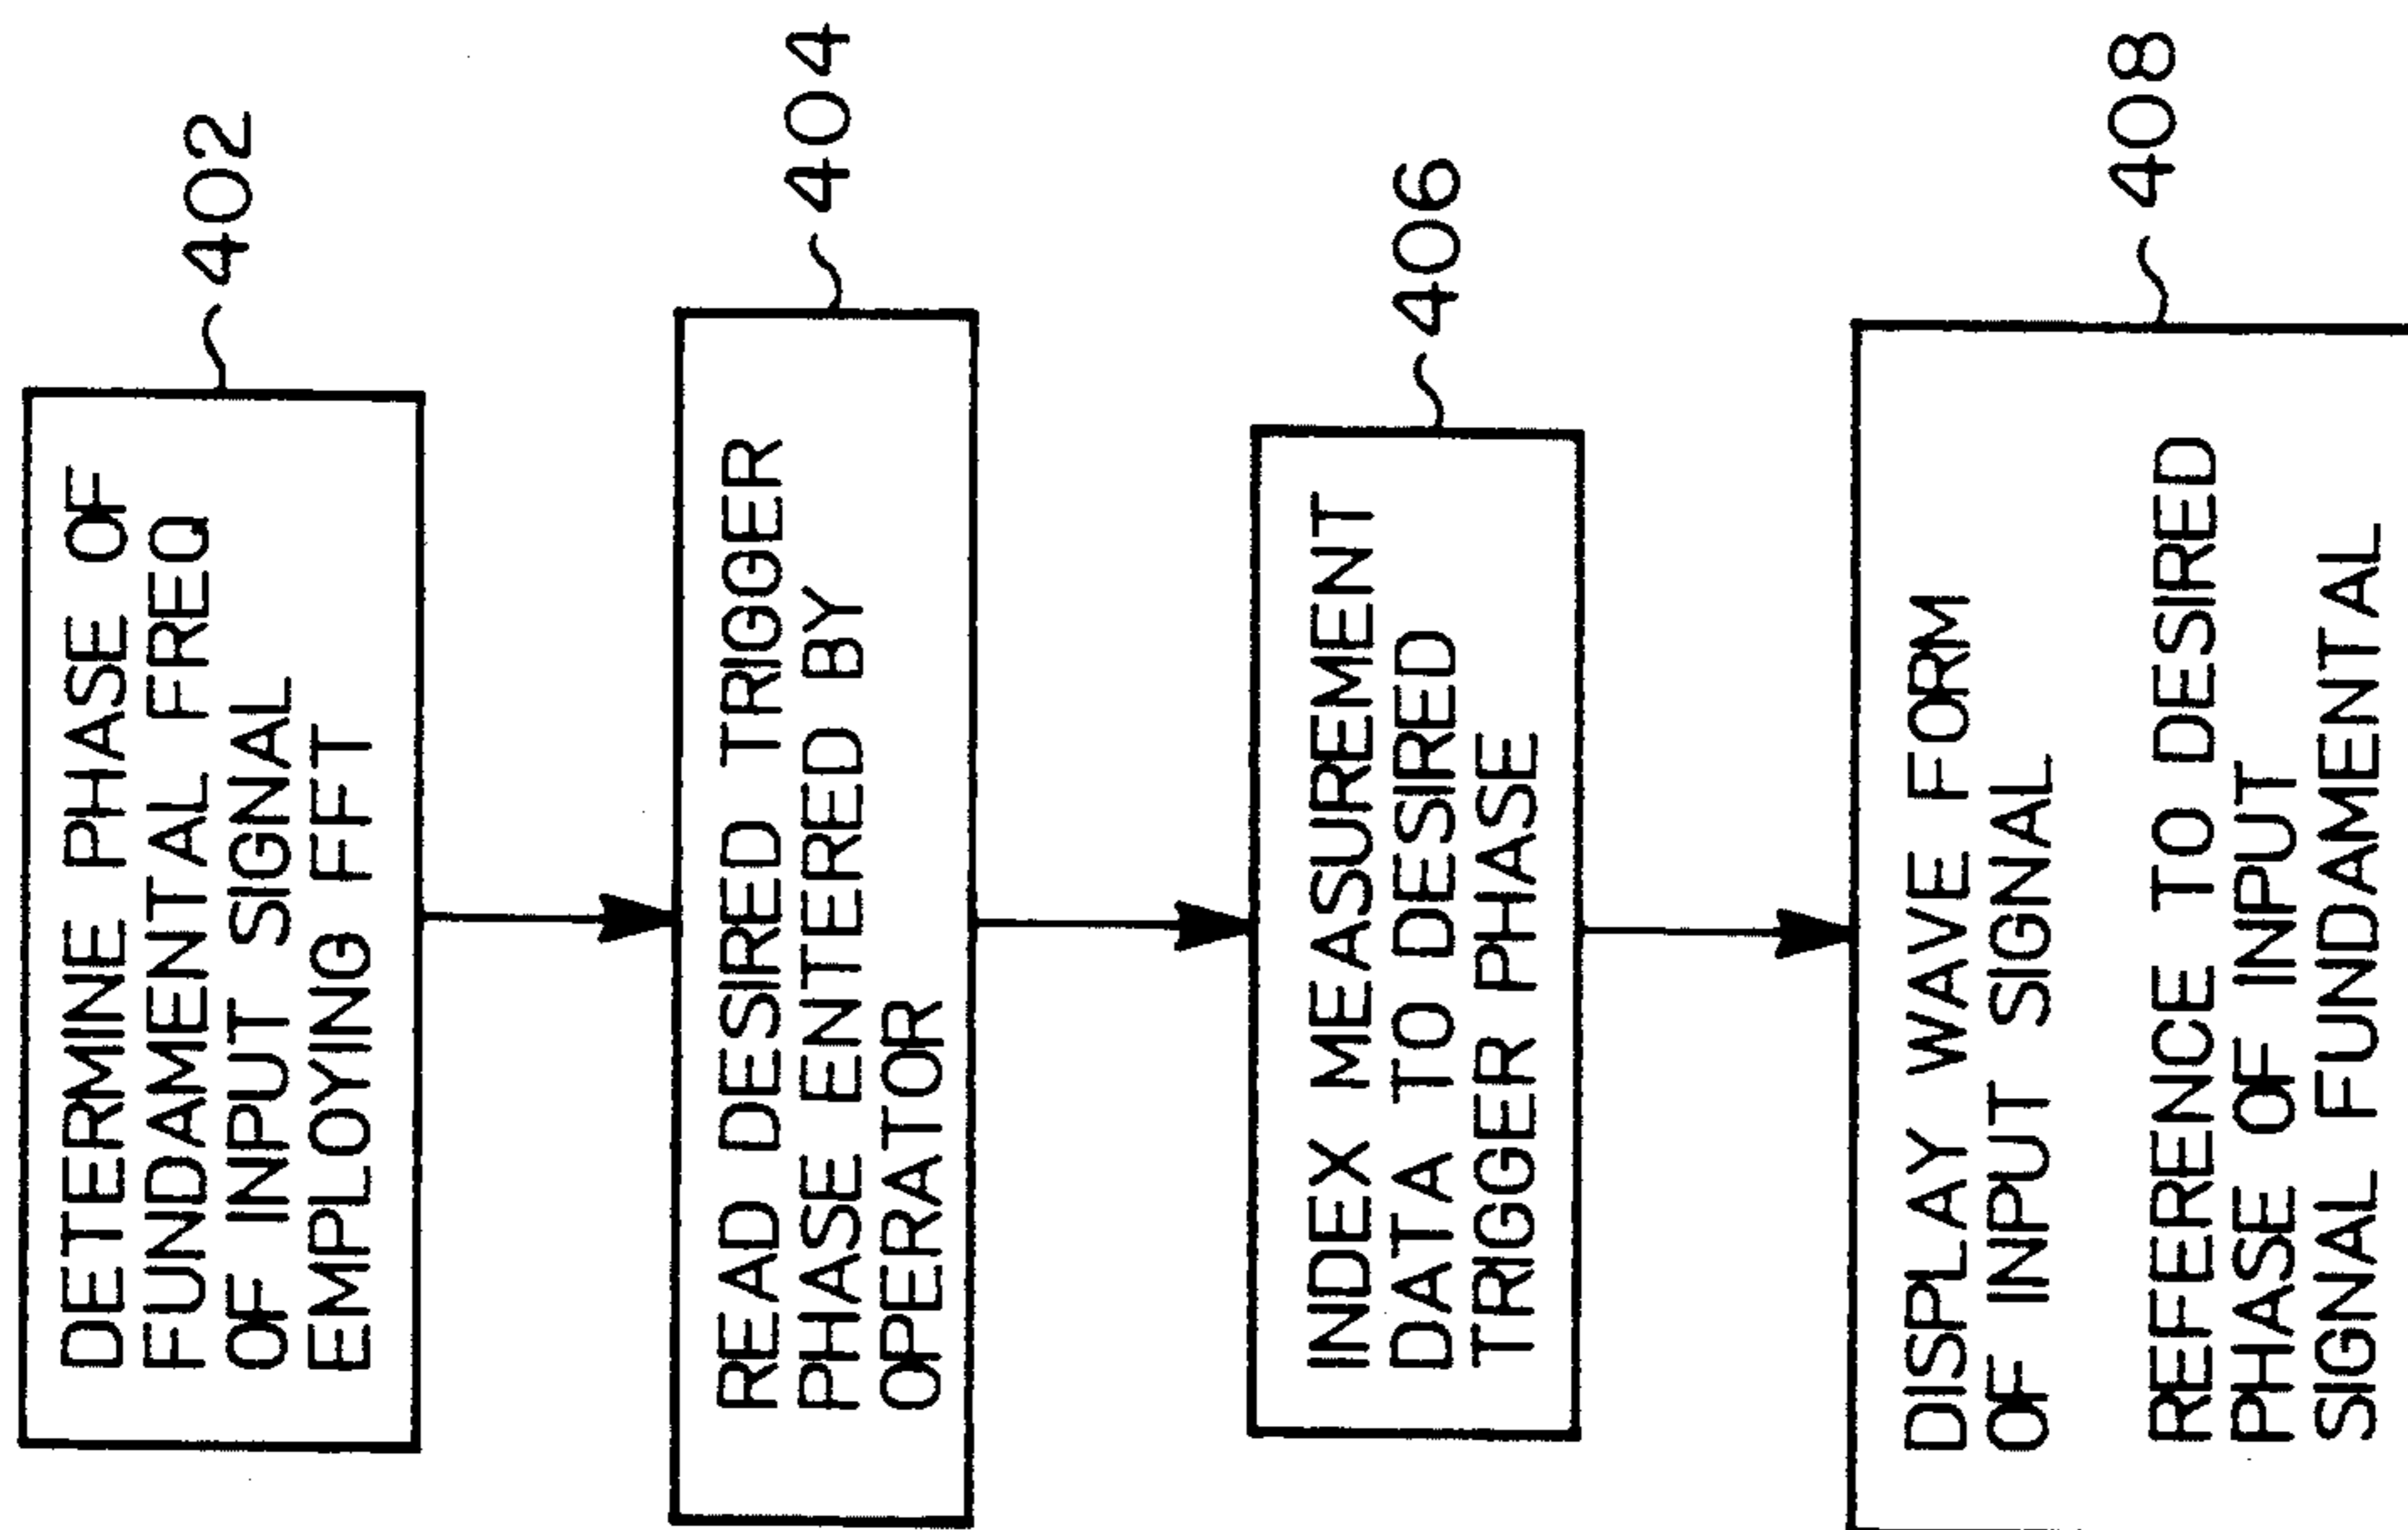 DETERMINE PHASE OF
FUNDAMENTAL FREQ
OF INPUT SIGNAL
EMPLOYING FFT
402
READ DESIRED TRIGGER
PHASE ENTERED BY
OPERATOR
404
INDEX MEASUREMENT
DATA TO DESIRED
TRIGGER PHASE
406
DISPLAY WAVE FORM
OF INPUT SIGNAL
REFERENCE TO DESIRED
PHASE OF INPUT
SIGNAL FUNDAMENTAL
408